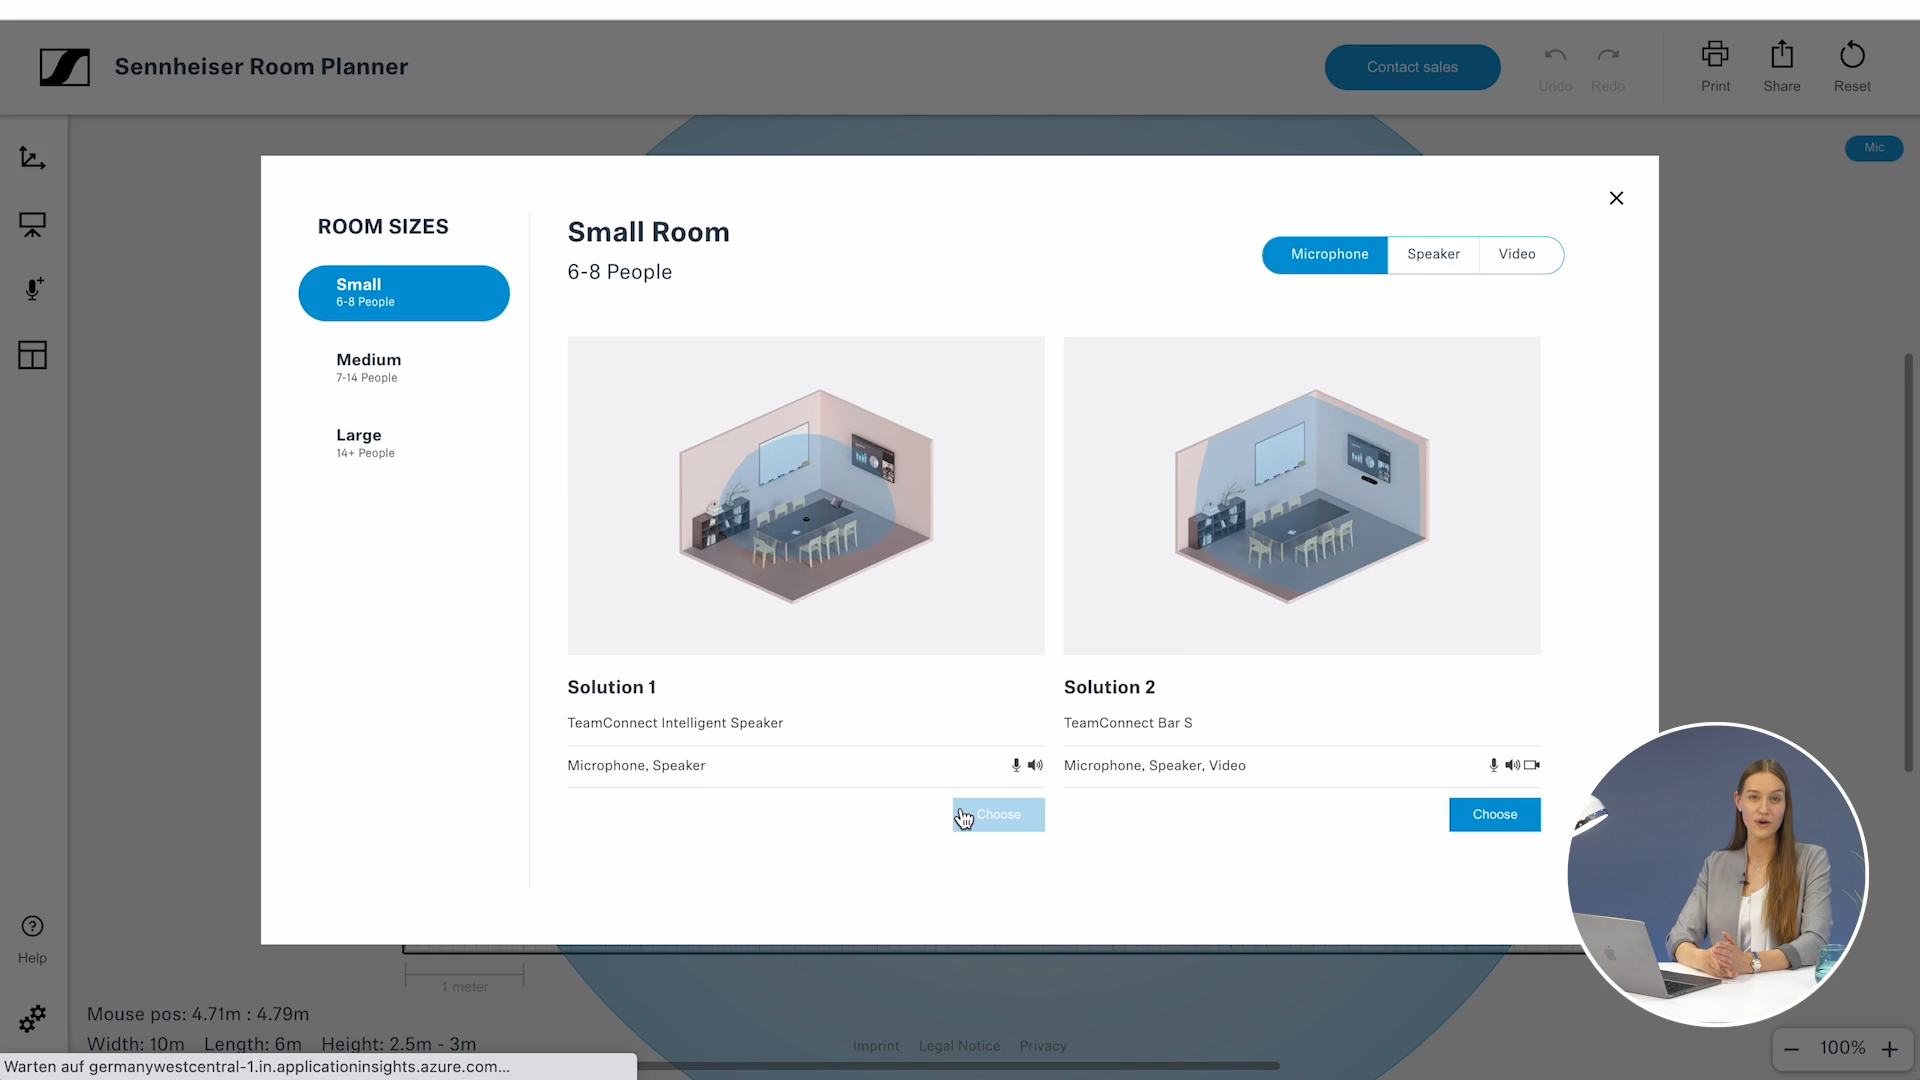 Sennheiser Room Planner
Contact sales
Undo
Redo
Print
Share
Reset
Mic
ROOM SIZES
Small
6-8 People
Medium
7-14 People
Large
14+ People
Small Room
6-8 People
Microphone
Speaker
Video
Solution 1
TeamConnect Intelligent Speaker
Microphone, Speaker
Choose
Solution 2
TeamConnect Bar S
Microphone, Speaker, Video
Choose
Help
1 meter
Mouse pos: 4.71m : 4.79m
Width: 10m Length: 6m Height: 2.5m - 3m
Imprint
Legal Notice
Privacy
100%
Warten auf germanywestcentral-1.in.applicationinsights.azure.com...